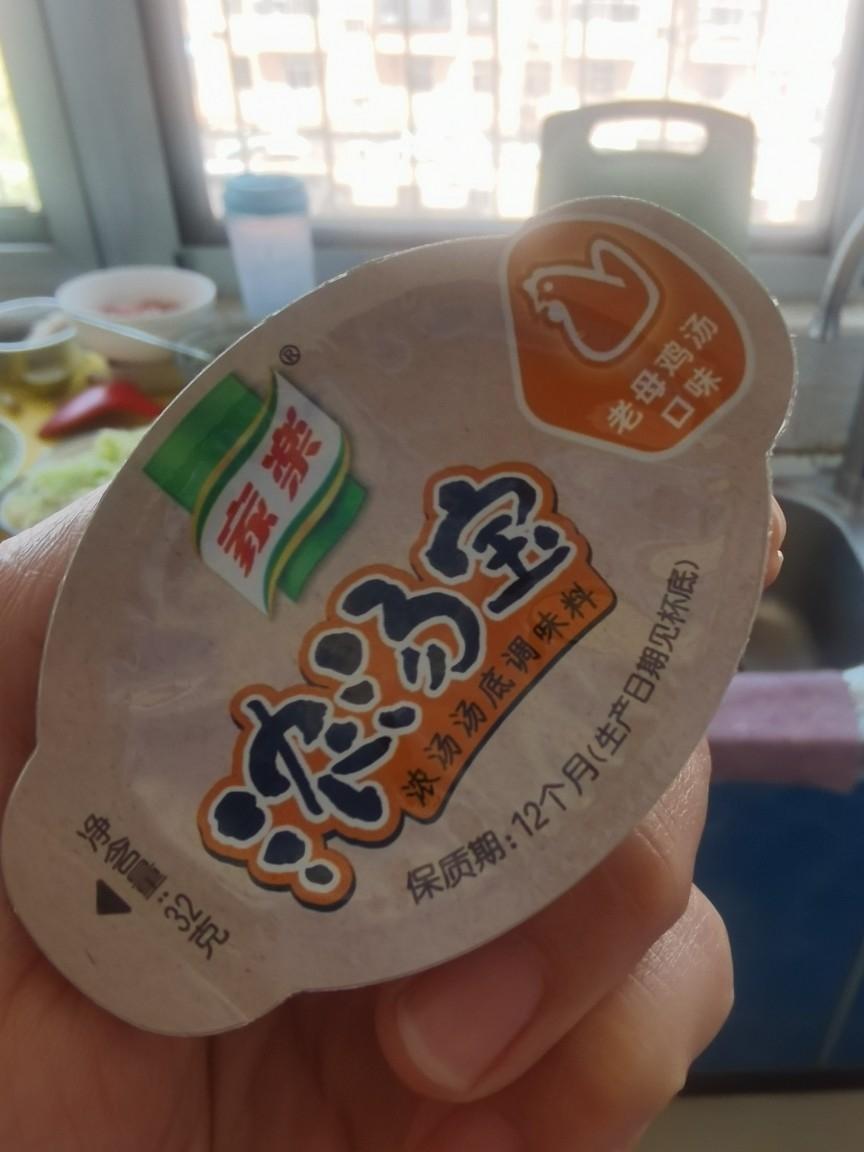 老母鸡汤
口味
®
家樂
浓汤宝
浓汤汤底调味料
保质期:12个月(生产日期见杯底)
净含量:32克